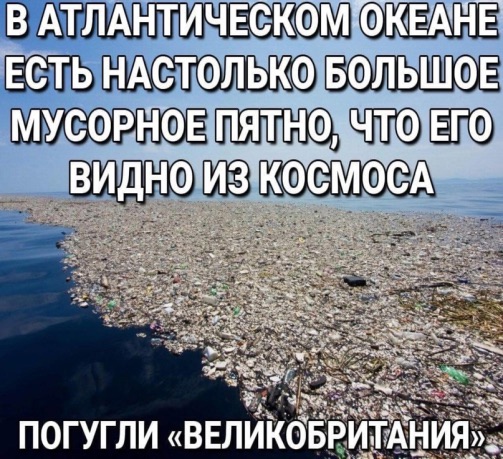 В АТЛАНТИЧЕСКОМ ОКЕАНЕ
ЕСТЬ НАСТОЛЬКО БОЛЬШОЕ
МУСОРНОЕ ПЯТНО, ЧТО ЕГО
ВИДНО ИЗ КОСМОСА
ПОГУГЛИ «ВЕЛИКОБРИТАНИЯ»